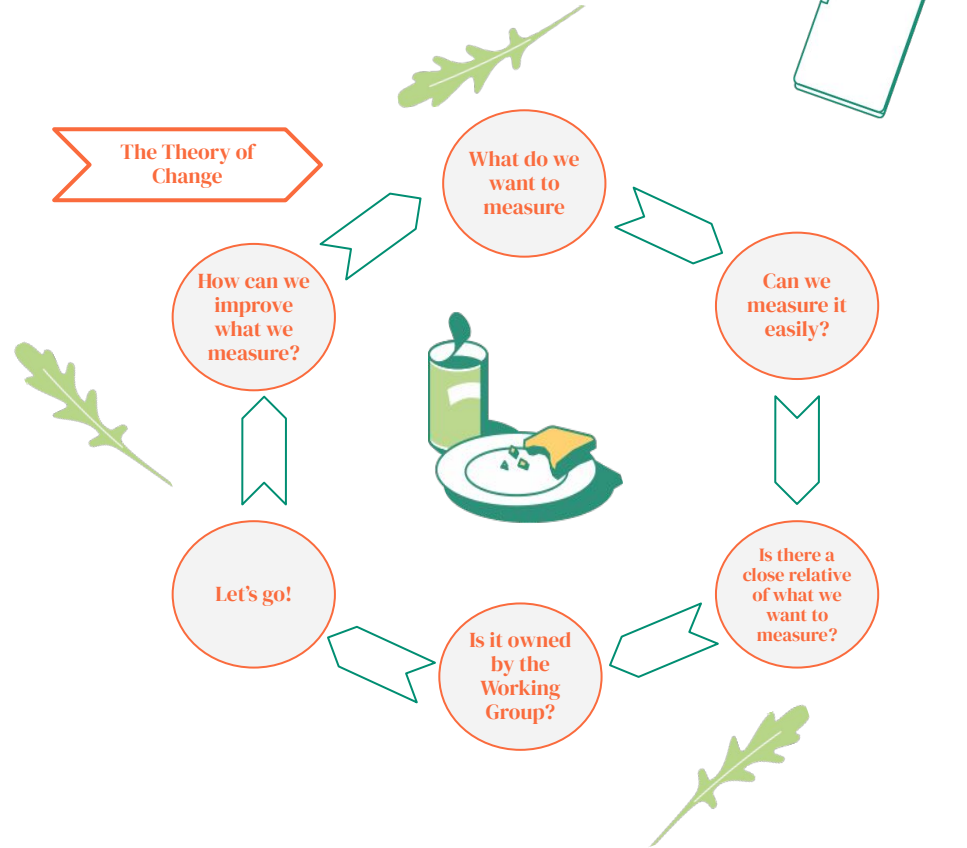 The Theory of
Change
What do we
want to
measure
Can we
measure it
easily?
Is there a
close relative
of what we
want to
measure?
Is it owned
by the
Working
Group?
Let's go!
How can we
improve
what we
measure?